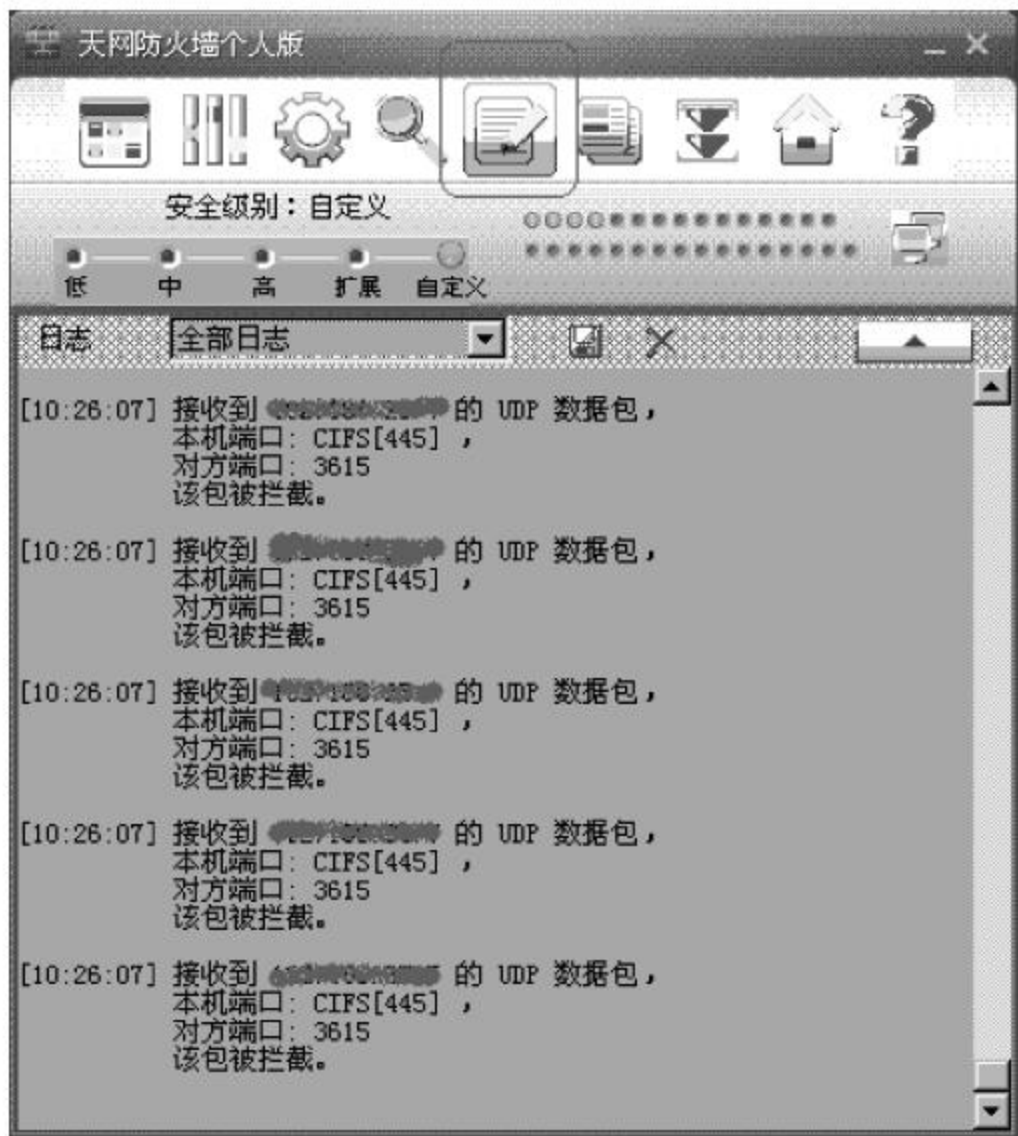 天网防火墙个人版
安全级别：自定义
低 中 高 扩展 自定义
日志 全部日志
[10:26:07] 接收到 的 UDP 数据包，
本机端口: CIFS[445] ，
对方端口: 3615
该包被拦截。
[10:26:07] 接收到 的 UDP 数据包，
本机端口: CIFS[445] ，
对方端口: 3615
该包被拦截。
[10:26:07] 接收到 的 UDP 数据包，
本机端口: CIFS[445] ，
对方端口: 3615
该包被拦截。
[10:26:07] 接收到 的 UDP 数据包，
本机端口: CIFS[445] ，
对方端口: 3615
该包被拦截。
[10:26:07] 接收到 的 UDP 数据包，
本机端口: CIFS[445] ，
对方端口: 3615
该包被拦截。